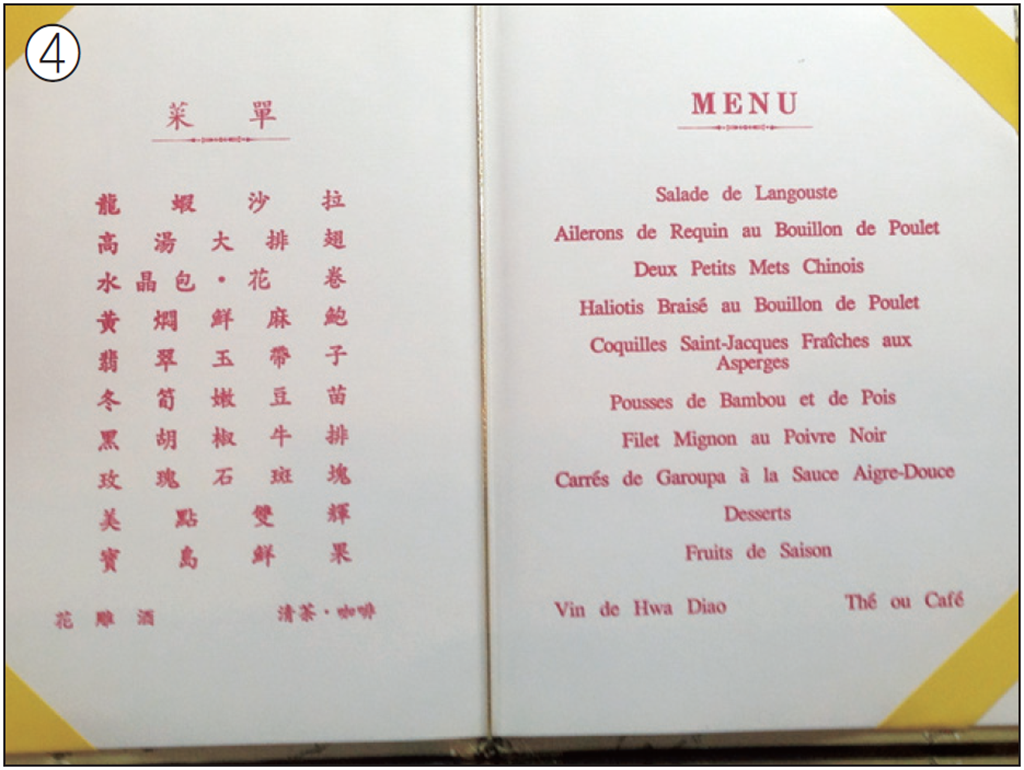 ④
菜單
龍蝦沙拉
高湯大排翅
水晶包·花卷
黃燜鮮麻鮑
翡翠玉帶子
冬筍嫩豆苗
黑胡椒牛排
玫瑰石斑塊
美點雙輝
寶島鮮果
花雕酒 清茶·咖啡
MENU
Salade de Langouste
Ailerons de Requin au Bouillon de Poulet
Deux Petits Mets Chinois
Haliotis Braisé au Bouillon de Poulet
Coquilles Saint-Jacques Fraîches aux
Asperges
Pousses de Bambou et de Pois
Filet Mignon au Poivre Noir
Carrés de Garoupa à la Sauce Aigre-Douce
Desserts
Fruits de Saison
Vin de Hwa Diao Thé ou Café